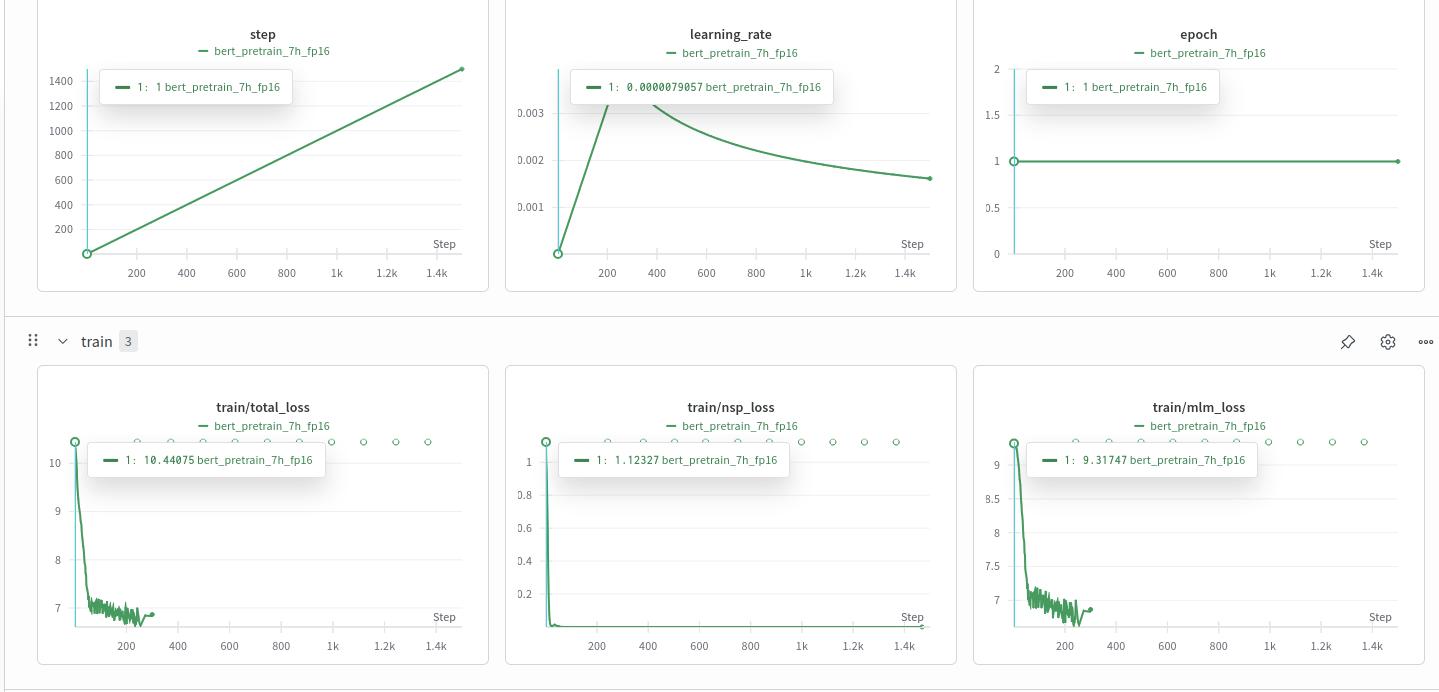 step
bert_pretrain_7h_fp16
1: 1 bert_pretrain_7h_fp16
1400
1200
1000
800
600
400
200
Step
200 400 600 800 1k 1.2k 1.4k
learning_rate
bert_pretrain_7h_fp16
1: 0.0000079057 bert_pretrain_7h_fp16
0.003
0.002
0.001
Step
200 400 600 800 1k 1.2k 1.4k
epoch
bert_pretrain_7h_fp16
1: 1 bert_pretrain_7h_fp16
2
1.5
1
0.5
0
Step
200 400 600 800 1k 1.2k 1.4k
train 3
train/total_loss
bert_pretrain_7h_fp16
1: 10.44075 bert_pretrain_7h_fp16
10
9
8
7
Step
200 400 600 800 1k 1.2k 1.4k
train/nsp_loss
bert_pretrain_7h_fp16
1: 1.12327 bert_pretrain_7h_fp16
1
0.8
0.6
0.4
0.2
Step
200 400 600 800 1k 1.2k 1.4k
train/mlm_loss
bert_pretrain_7h_fp16
1: 9.31747 bert_pretrain_7h_fp16
9
8.5
8
7.5
7
Step
200 400 600 800 1k 1.2k 1.4k